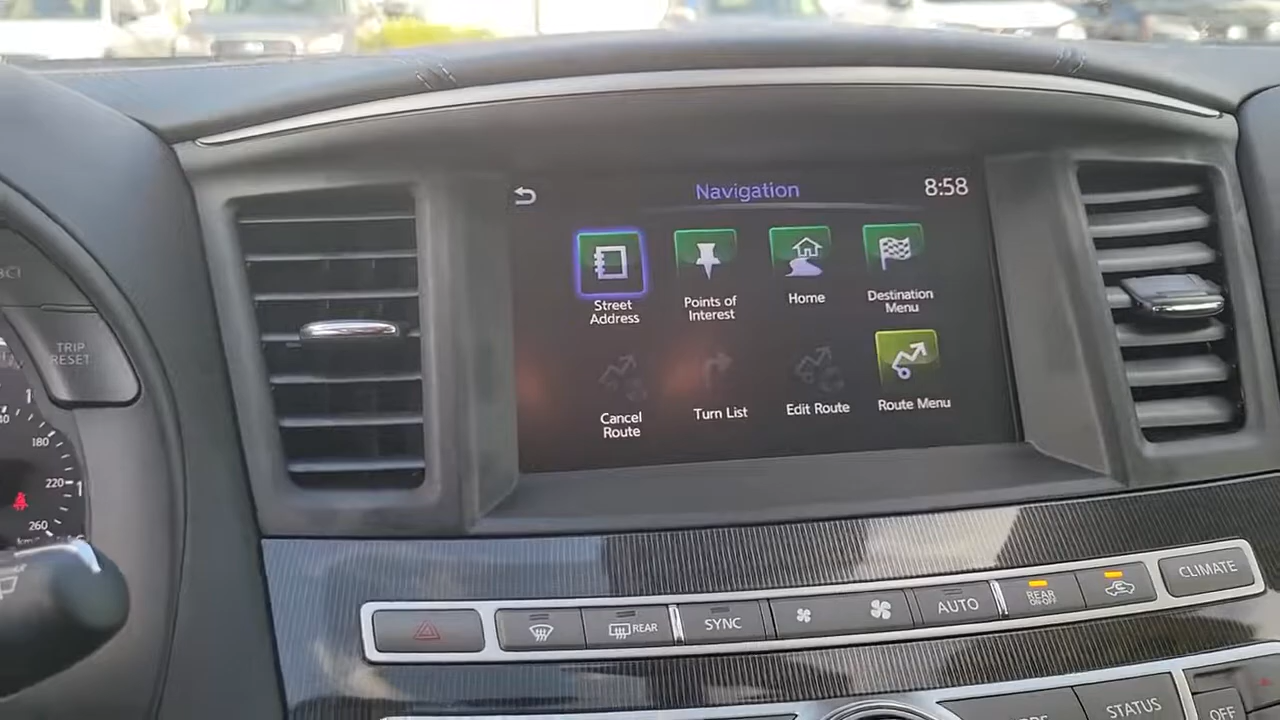 Navigation
8:58
Street
Address
Points of
Interest
Home
Destination
Menu
Cancel
Route
Turn List
Edit Route
Route Menu
TRIP
RESET
180
220
260
REAR
SYNC
AUTO
REAR
ON·OFF
CLIMATE
STATUS
OFF